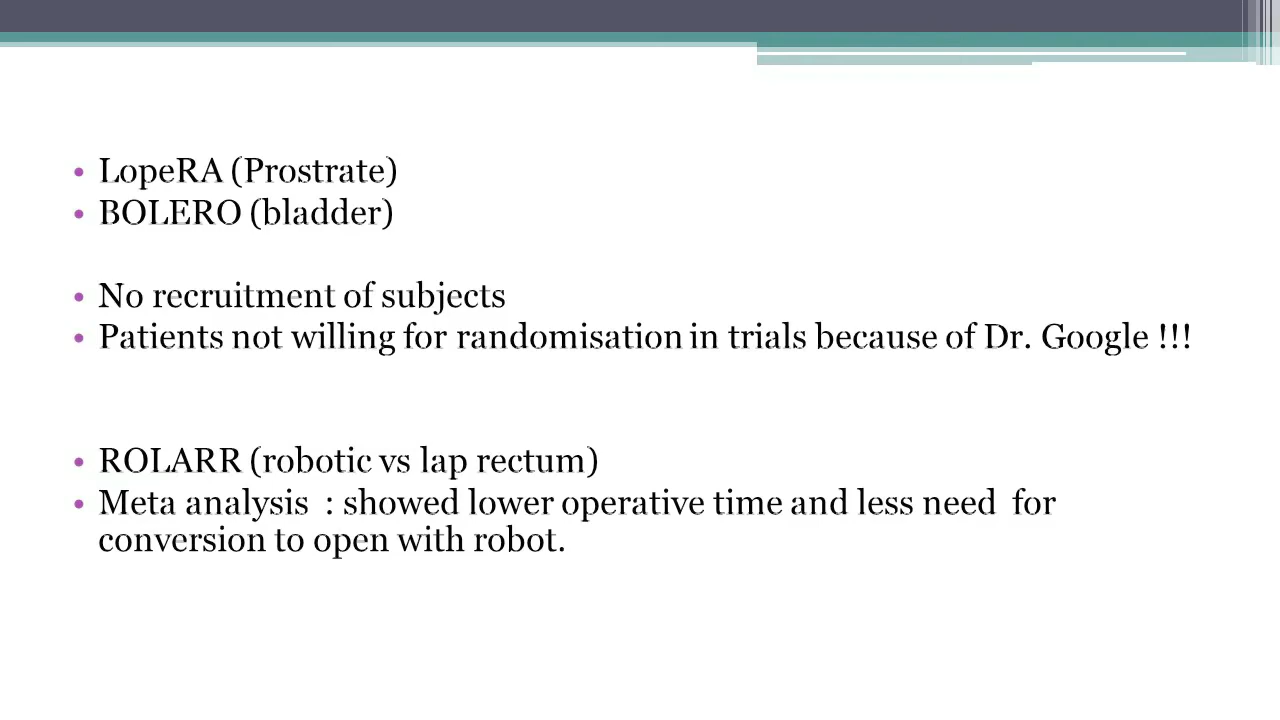 • LopeRA (Prostrate)
• BOLERO (bladder)
• No recruitment of subjects
• Patients not willing for randomisation in trials because of Dr. Google !!!
• ROLARR (robotic vs lap rectum)
• Meta analysis : showed lower operative time and less need for
conversion to open with robot.